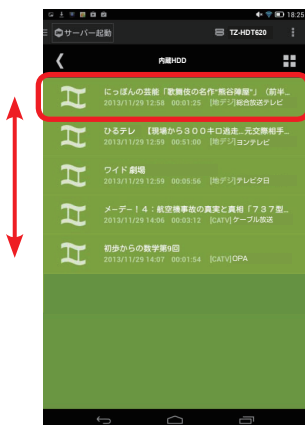 18:25
サーバー起動
TZ-HDT620
内蔵HDD
にっぽんの芸能「歌舞伎の名作"熊谷陣屋"」（前半...
2013/11/29 12:58 00:01:25 [地デジ]総合放送テレビ
ひるテレ 【現場から３００キロ逃走...元交際相手...
2013/11/29 12:59 00:51:00 [地デジ]ヨンテレビ
ワイド劇場
2013/11/29 12:59 00:05:56 [地デジ]テレビ夕日
メーデー！４：航空機事故の真実と真相「７３７型...
2013/11/29 14:06 00:03:12 [CATV]ケーブル放送
初歩からの数学第9回
2013/11/29 14:07 00:01:54 [CATV]OPA